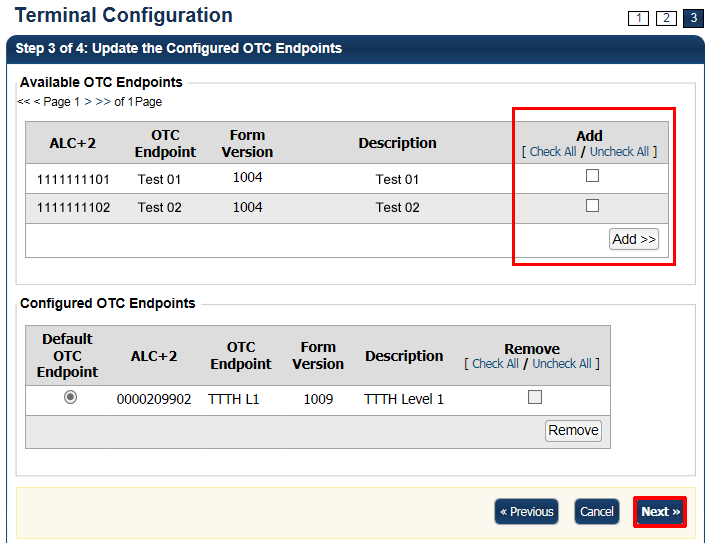 Terminal Configuration
1 2 3
Step 3 of 4: Update the Configured OTC Endpoints
Available OTC Endpoints
<< < Page 1 > >> of 1Page
ALC+2 OTC Endpoint Form Version Description Add
[ Check All / Uncheck All ]
1111111101 Test 01 1004 Test 01
1111111102 Test 02 1004 Test 02
Add >>
Configured OTC Endpoints
Default OTC Endpoint ALC+2 OTC Endpoint Form Version Description Remove
[ Check All / Uncheck All ]
0000209902 TTTH L1 1009 TTTH Level 1
Remove
« Previous Cancel Next »